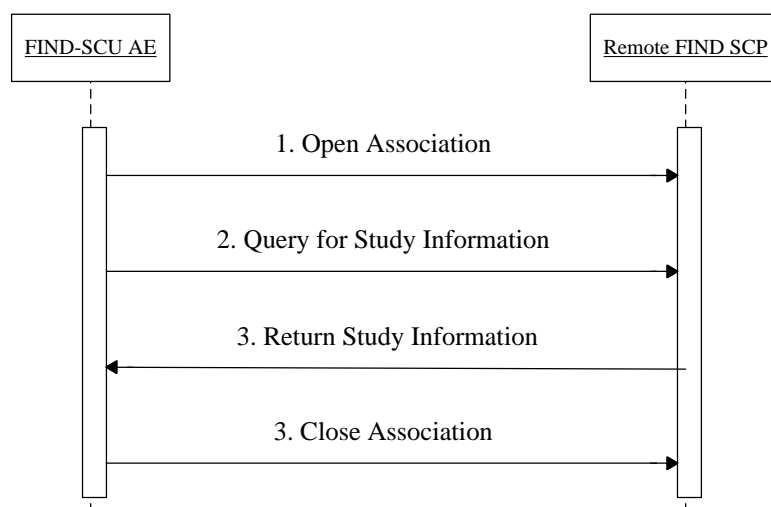 FIND-SCU AE
Remote FIND SCP
1. Open Association
2. Query for Study Information
3. Return Study Information
3. Close Association